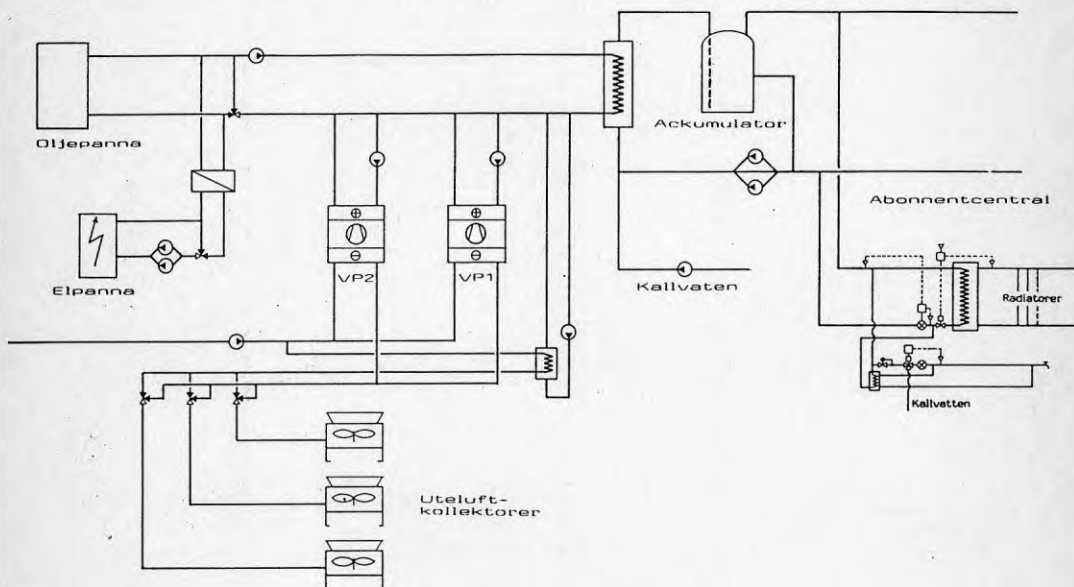 Oljepanna
Ackumulator
Abonnentcentral
Elpanna
VP2
VP1
Kallvaten
Radiatorer
Kallvatten
Uteluft-
kollektorer